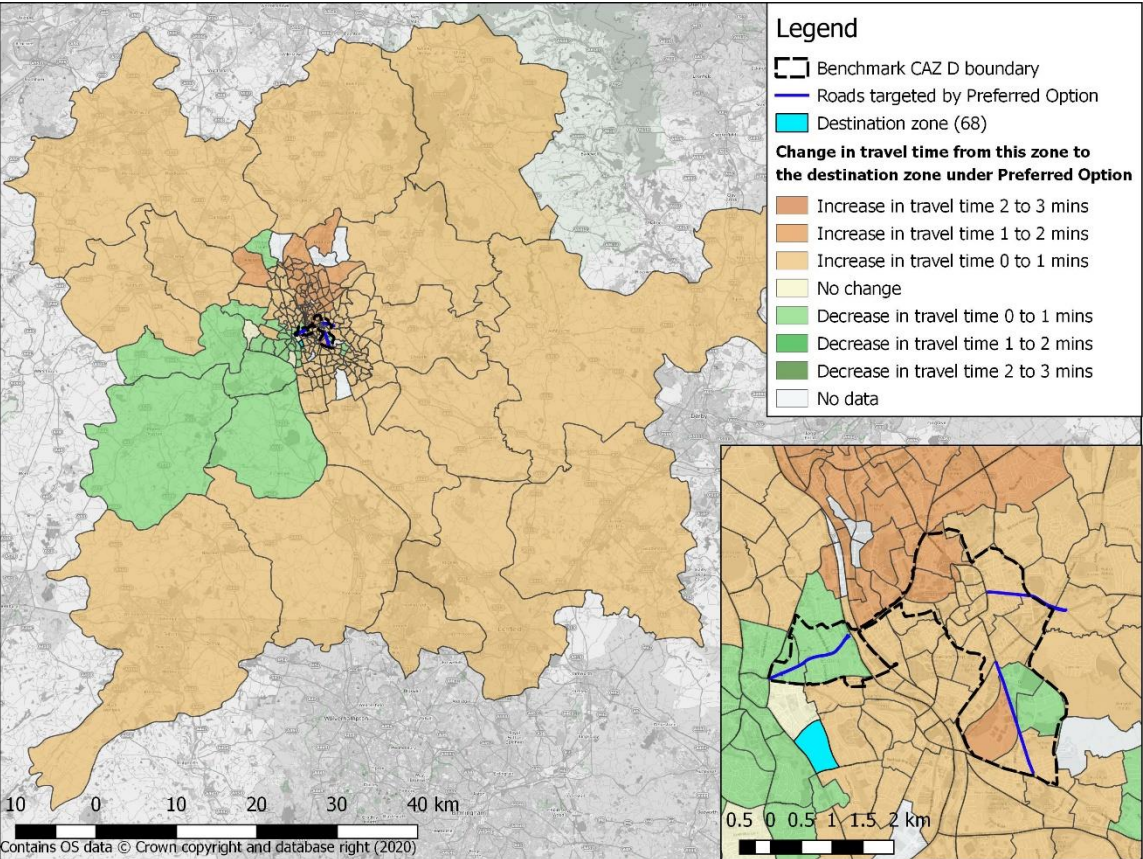 Legend
Benchmark CAZ D boundary
Roads targeted by Preferred Option
Destination zone (68)
Change in travel time from this zone to
the destination zone under Preferred Option
Increase in travel time 2 to 3 mins
Increase in travel time 1 to 2 mins
Increase in travel time 0 to 1 mins
No change
Decrease in travel time 0 to 1 mins
Decrease in travel time 1 to 2 mins
Decrease in travel time 2 to 3 mins
No data
10 0 10 20 30 40 km
Contains OS data © Crown copyright and database right (2020)
0.5 0 0.5 1 1.5 2 km